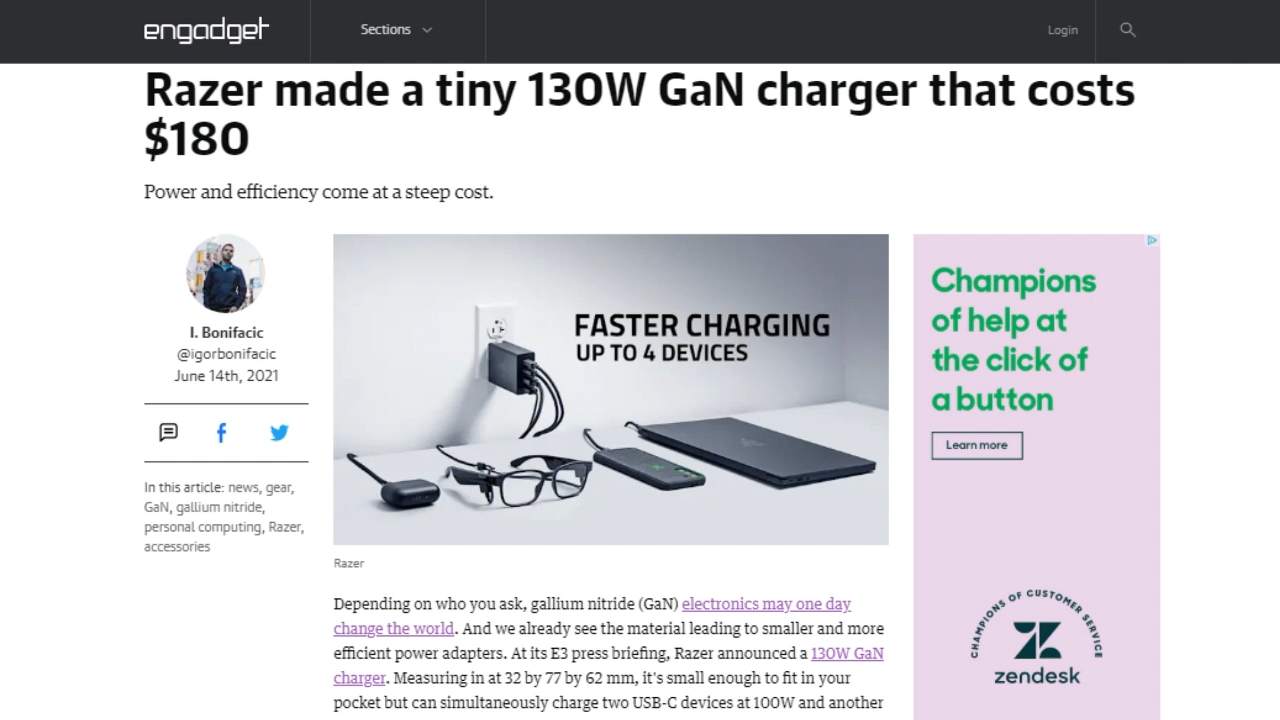 engadget
Sections
Login
Razer made a tiny 130W GaN charger that costs
$180
Power and efficiency come at a steep cost.
I. Bonifacic
@igorbonifacic
June 14th, 2021
In this article: news, gear,
GaN, gallium nitride,
personal computing, Razer,
accessories
FASTER CHARGING
UP TO 4 DEVICES
Razer
Depending on who you ask, gallium nitride (GaN) electronics may one day
change the world. And we already see the material leading to smaller and more
efficient power adapters. At its E3 press briefing, Razer announced a 130W GaN
charger. Measuring in at 32 by 77 by 62 mm, it's small enough to fit in your
pocket but can simultaneously charge two USB-C devices at 100W and another
Champions
of help at
the click of
a button
Learn more
CHAMPIONS OF CUSTOMER SERVICE
zendesk